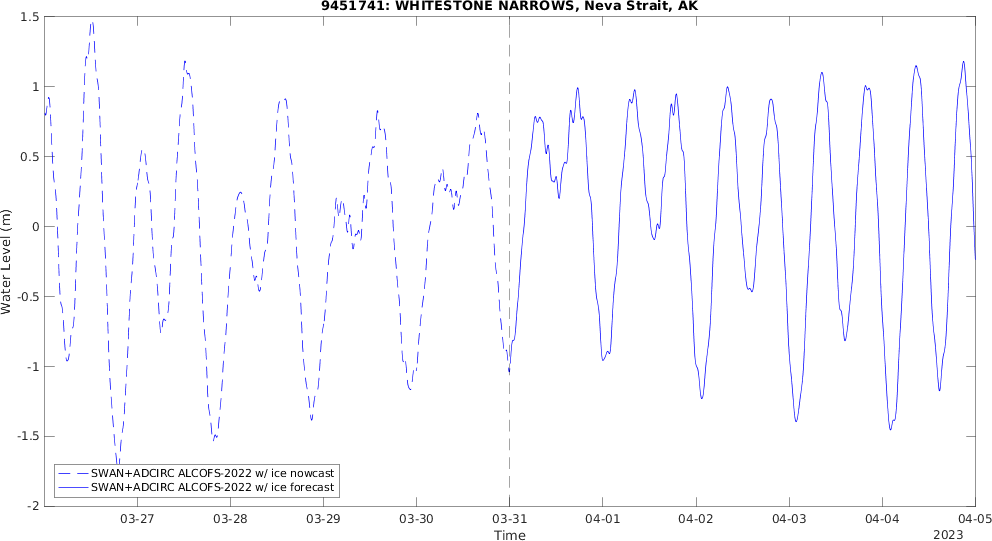 9451741: WHITESTONE NARROWS, Neva Strait, AK
Water Level (m)
1.5
1
0.5
0
-0.5
-1
-1.5
-2
SWAN+ADCIRC ALCOFS-2022 w/ ice nowcast
SWAN+ADCIRC ALCOFS-2022 w/ ice forecast
03-27 03-28 03-29 03-30 03-31 04-01 04-02 04-03 04-04 04-05
Time
2023